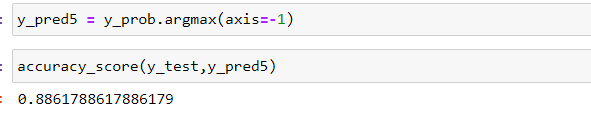 y_pred5 = y_prob.argmax(axis=-1)
accuracy_score(y_test,y_pred5)
0.8861788617886179